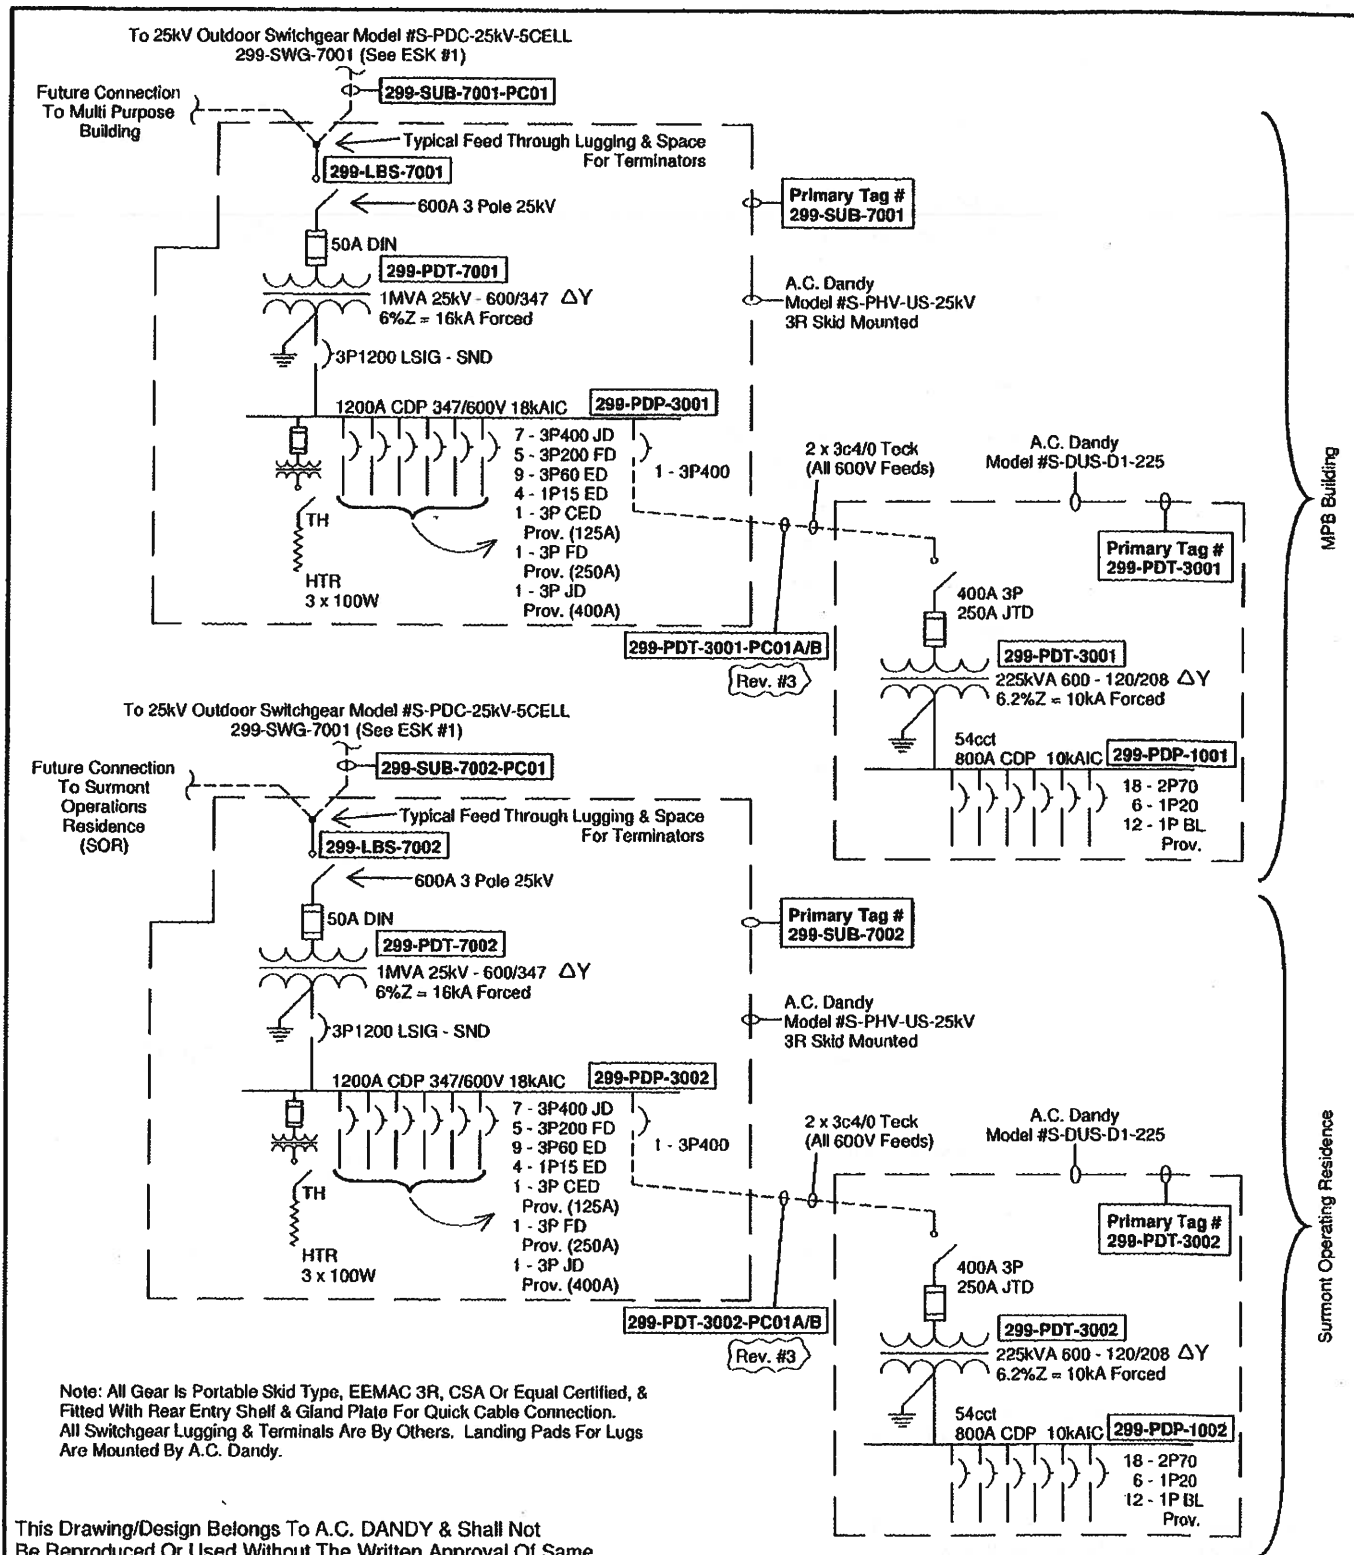 To 25kV Outdoor Switchgear Model #S-PDC-25kV-5CELL
299-SWG-7001 (See ESK #1)
Future Connection
To Multi Purpose
Building
299-SUB-7001-PC01
Typical Feed Through Lugging & Space
For Terminators
299-LBS-7001
600A 3 Pole 25kV
Primary Tag #
299-SUB-7001
50A DIN
299-PDT-7001
1MVA 25kV - 600/347 ΔY
6%Z = 16kA Forced
A.C. Dandy
Model #S-PHV-US-25kV
3R Skid Mounted
3P1200 LSIG - SND
1200A CDP 347/600V 18kAIC
299-PDP-3001
7 - 3P400 JD
5 - 3P200 FD
9 - 3P60 ED
4 - 1P15 ED
1 - 3P CED
Prov. (125A)
1 - 3P FD
Prov. (250A)
1 - 3P JD
Prov. (400A)
1 - 3P400
TH
HTR
3 x 100W
2 x 3c4/0 Teck
(All 600V Feeds)
A.C. Dandy
Model #S-DUS-D1-225
Primary Tag #
299-PDT-3001
400A 3P
250A JTD
299-PDT-3001-PC01A/B
Rev. #3
299-PDT-3001
225kVA 600 - 120/208 ΔY
6.2%Z = 10kA Forced
54cct
800A CDP 10kAIC
299-PDP-1001
18 - 2P70
6 - 1P20
12 - 1P BL
Prov.
MPB Building
To 25kV Outdoor Switchgear Model #S-PDC-25kV-5CELL
299-SWG-7001 (See ESK #1)
Future Connection
To Surmont
Operations
Residence
(SOR)
299-SUB-7002-PC01
Typical Feed Through Lugging & Space
For Terminators
299-LBS-7002
600A 3 Pole 25kV
Primary Tag #
299-SUB-7002
50A DIN
299-PDT-7002
1MVA 25kV - 600/347 ΔY
6%Z = 16kA Forced
A.C. Dandy
Model #S-PHV-US-25kV
3R Skid Mounted
3P1200 LSIG - SND
1200A CDP 347/600V 18kAIC
299-PDP-3002
7 - 3P400 JD
5 - 3P200 FD
9 - 3P60 ED
4 - 1P15 ED
1 - 3P CED
Prov. (125A)
1 - 3P FD
Prov. (250A)
1 - 3P JD
Prov. (400A)
1 - 3P400
TH
HTR
3 x 100W
2 x 3c4/0 Teck
(All 600V Feeds)
A.C. Dandy
Model #S-DUS-D1-225
Primary Tag #
299-PDT-3002
400A 3P
250A JTD
299-PDT-3002-PC01A/B
Rev. #3
299-PDT-3002
225kVA 600 - 120/208 ΔY
6.2%Z = 10kA Forced
54cct
800A CDP 10kAIC
299-PDP-1002
18 - 2P70
6 - 1P20
12 - 1P BL
Prov.
Surmont Operating Residence
Note: All Gear Is Portable Skid Type, EEMAC 3R, CSA Or Equal Certified, &
Fitted With Rear Entry Shelf & Gland Plate For Quick Cable Connection.
All Switchgear Lugging & Terminals Are By Others. Landing Pads For Lugs
Are Mounted By A.C. Dandy.
This Drawing/Design Belongs To A.C. DANDY & Shall Not
Be Reproduced Or Used Without The Written Approval Of Same